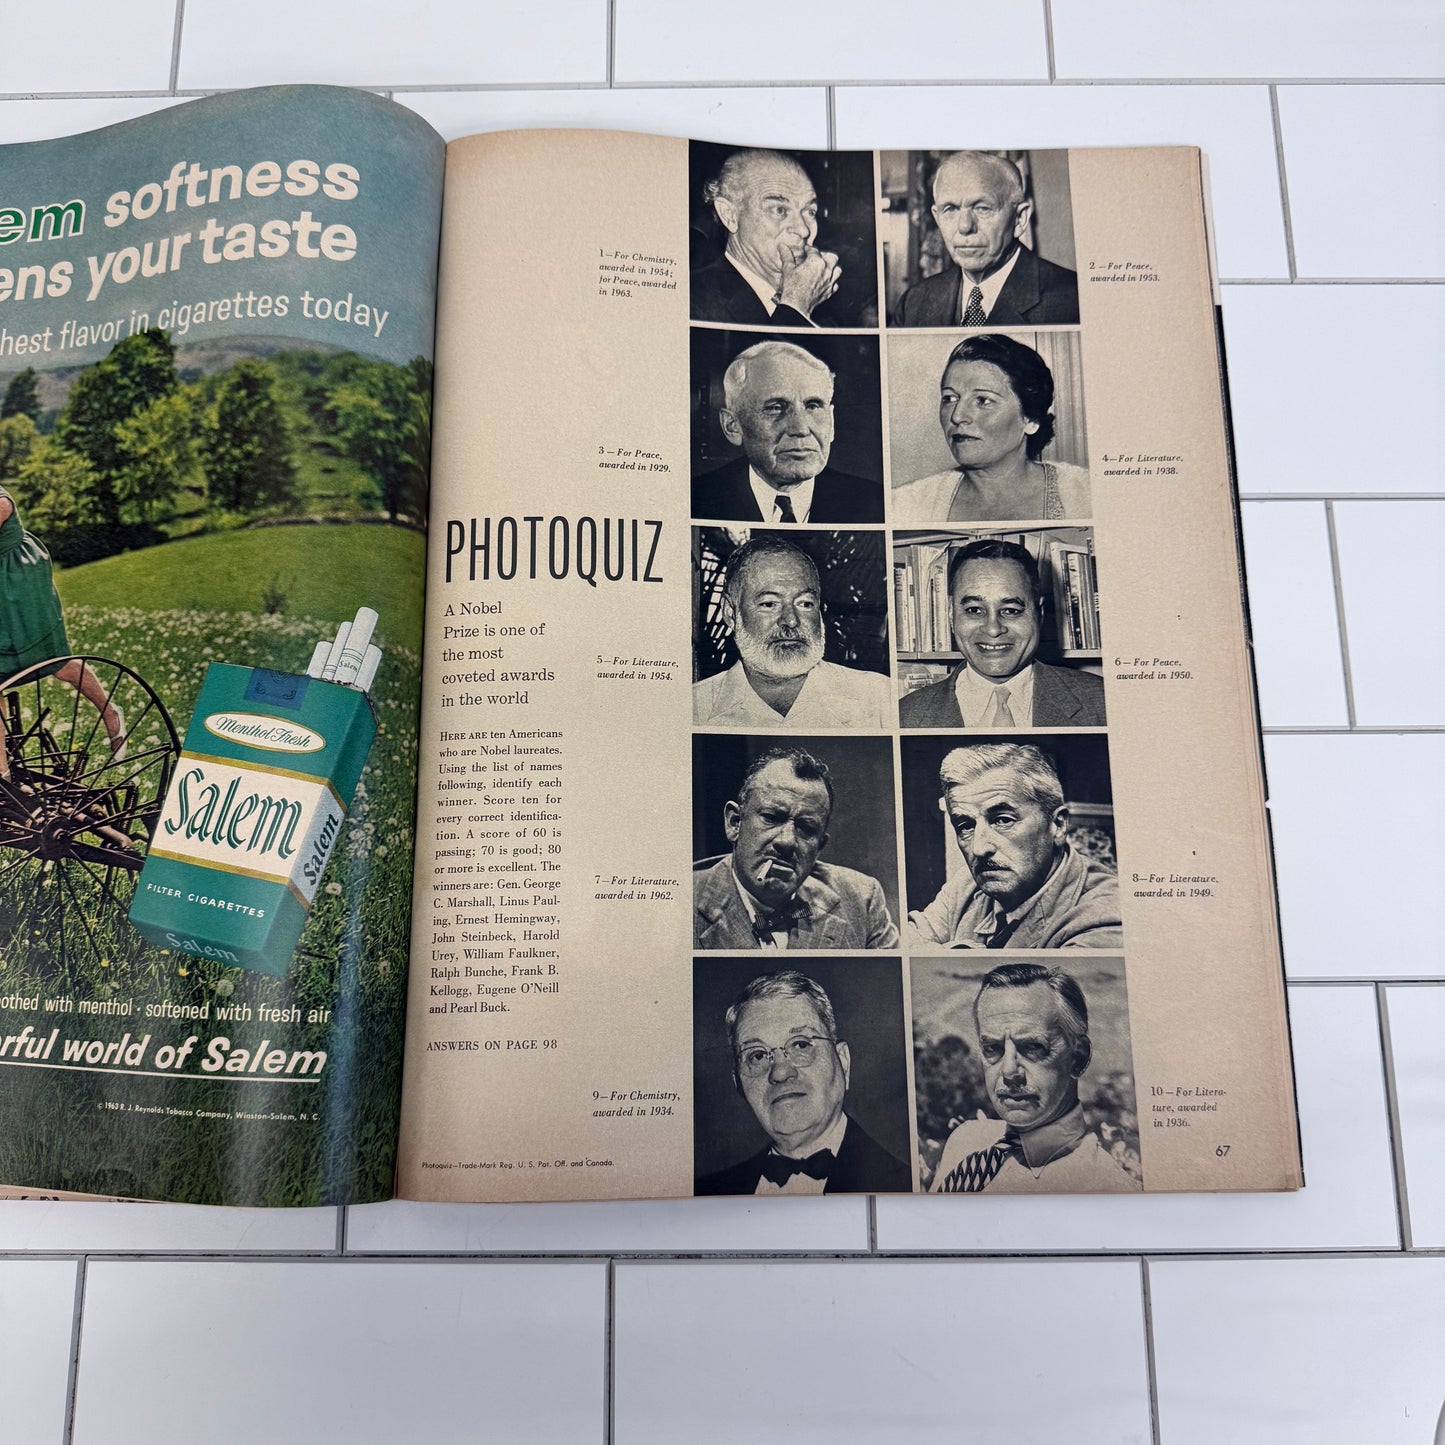 em softness
ens your taste
hest flavor in cigarettes today
Salem
Menthol Fresh
Salem
Salem
FILTER CIGARETTES
Salem
othed with menthol · softened with fresh air
rful world of Salem
© 1963 R. J. Reynolds Tobacco Company, Winston-Salem, N. C.
PHOTOQUIZ
A Nobel
Prize is one of
the most
coveted awards
in the world
HERE ARE ten Americans
who are Nobel laureates.
Using the list of names
following, identify each
winner. Score ten for
every correct identifica-
tion. A score of 60 is
passing; 70 is good; 80
or more is excellent. The
winners are: Gen. George
C. Marshall, Linus Paul-
ing, Ernest Hemingway,
John Steinbeck, Harold
Urey, William Faulkner,
Ralph Bunche, Frank B.
Kellogg, Eugene O'Neill
and Pearl Buck.
ANSWERS ON PAGE 98
Photoquiz—Trade-Mark Reg. U. S. Pat. Off. and Canada.
1—For Chemistry,
awarded in 1954;
for Peace, awarded
in 1963.
2—For Peace,
awarded in 1953.
3—For Peace,
awarded in 1929.
4—For Literature,
awarded in 1938.
5—For Literature,
awarded in 1954.
6—For Peace,
awarded in 1950.
7—For Literature,
awarded in 1962.
8—For Literature,
awarded in 1949.
9—For Chemistry,
awarded in 1934.
10—For Litera-
ture, awarded
in 1936.
67